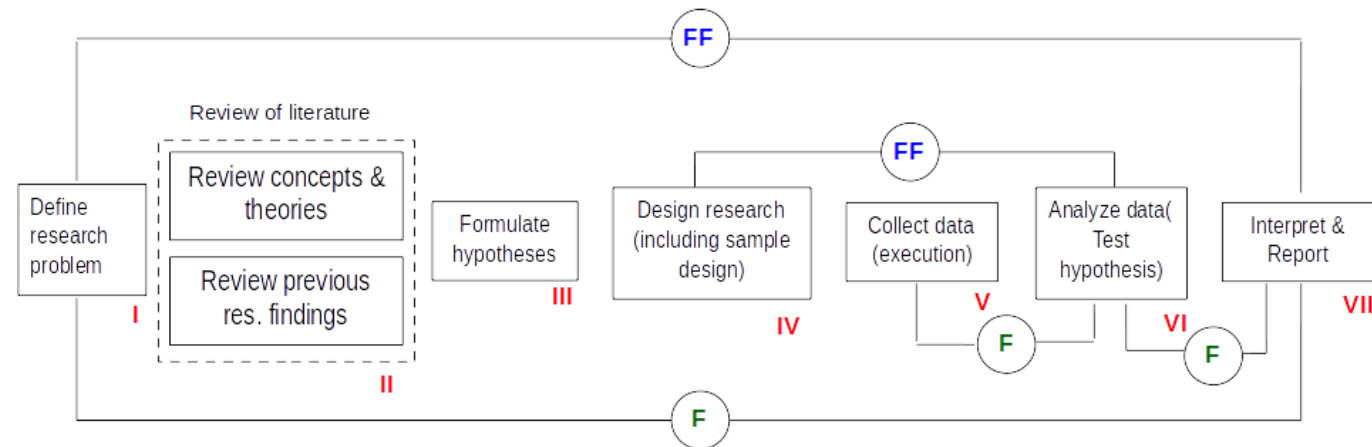 FF
Review of literature
FF
Review concepts &
theories
Define
research
problem
I
Review previous
res. findings
II
Formulate
hypotheses
III
Design research
(including sample
design)
IV
Collect data
(execution)
V
Analyze data(
Test
hypothesis)
VI
Interpret &
Report
VII
F
F
F